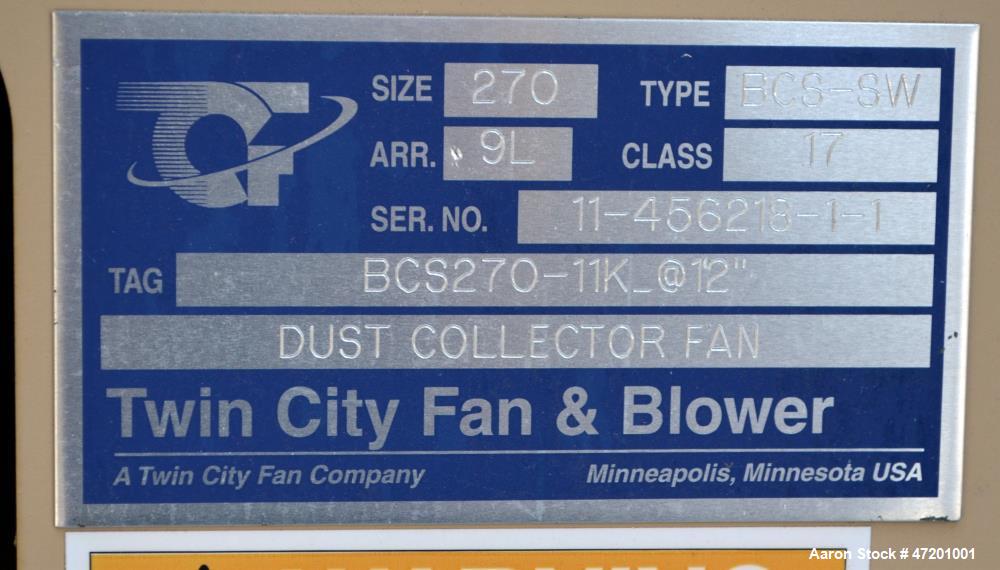 SIZE 270 TYPE BCS-SW
ARR. 9L CLASS 17
SER. NO. 11-456218-1-1
TAG BCS270-11K_@12"
DUST COLLECTOR FAN
Twin City Fan & Blower
A Twin City Fan Company Minneapolis, Minnesota USA
Aaron Stock # 47201001